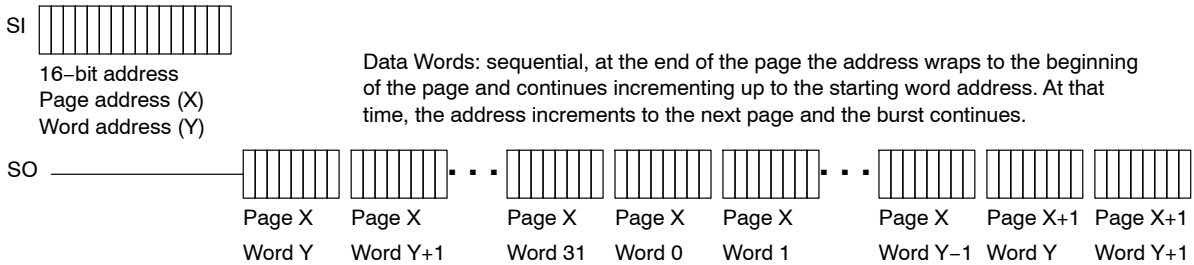 SI
16−bit address
Page address (X)
Word address (Y)
Data Words: sequential, at the end of the page the address wraps to the beginning
of the page and continues incrementing up to the starting word address. At that
time, the address increments to the next page and the burst continues.
SO
Page X Page X Page X Page X Page X Page X Page X+1 Page X+1
Word Y Word Y+1 Word 31 Word 0 Word 1 Word Y−1 Word Y Word Y+1